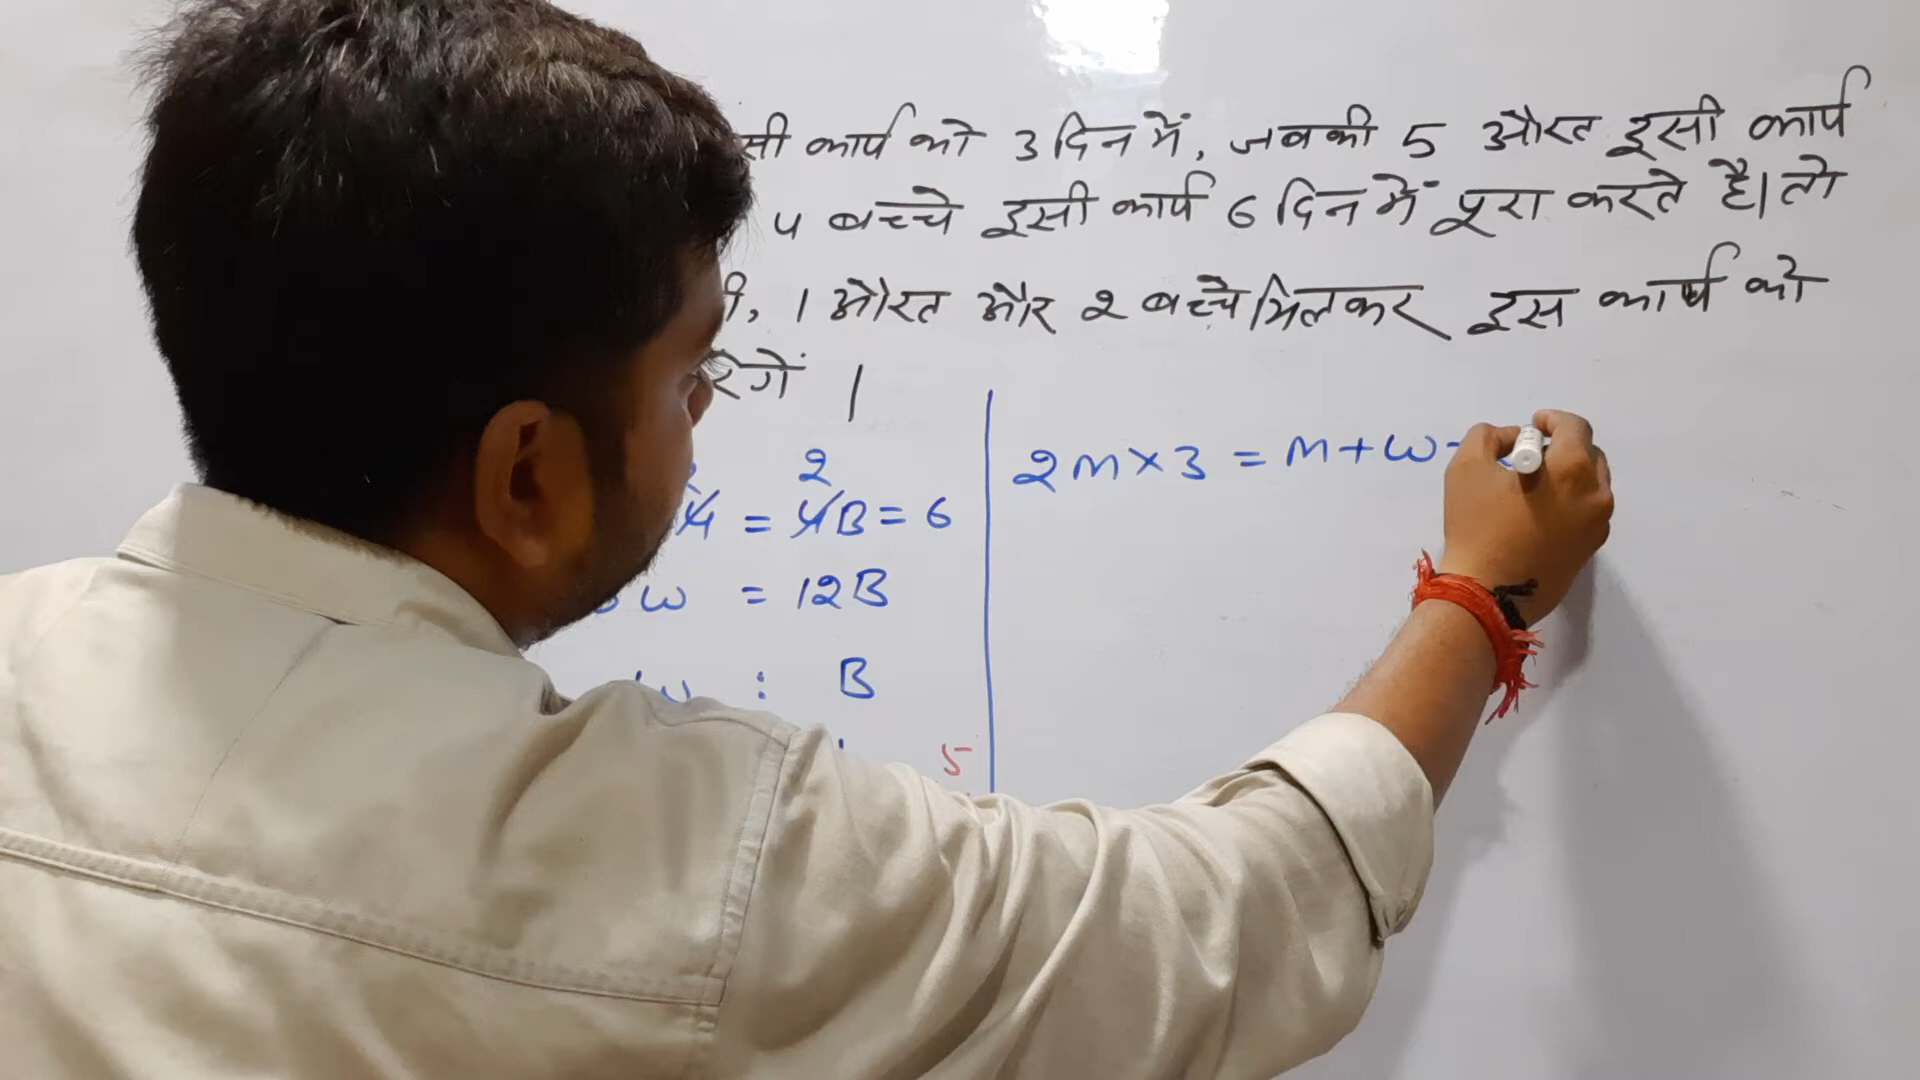 सी कार्य को 3 दिन में, जबकी 5 औरत इसी कार्य
4 बच्चे इसी कार्य 6 दिन में पूरा करते है। तो
, 1 औरत और 2 बच्चे मिलकर इस कार्य को
रेगें ।
2
4 = 4B = 6
w = 12B
w : B
5
2m×3 = m+w